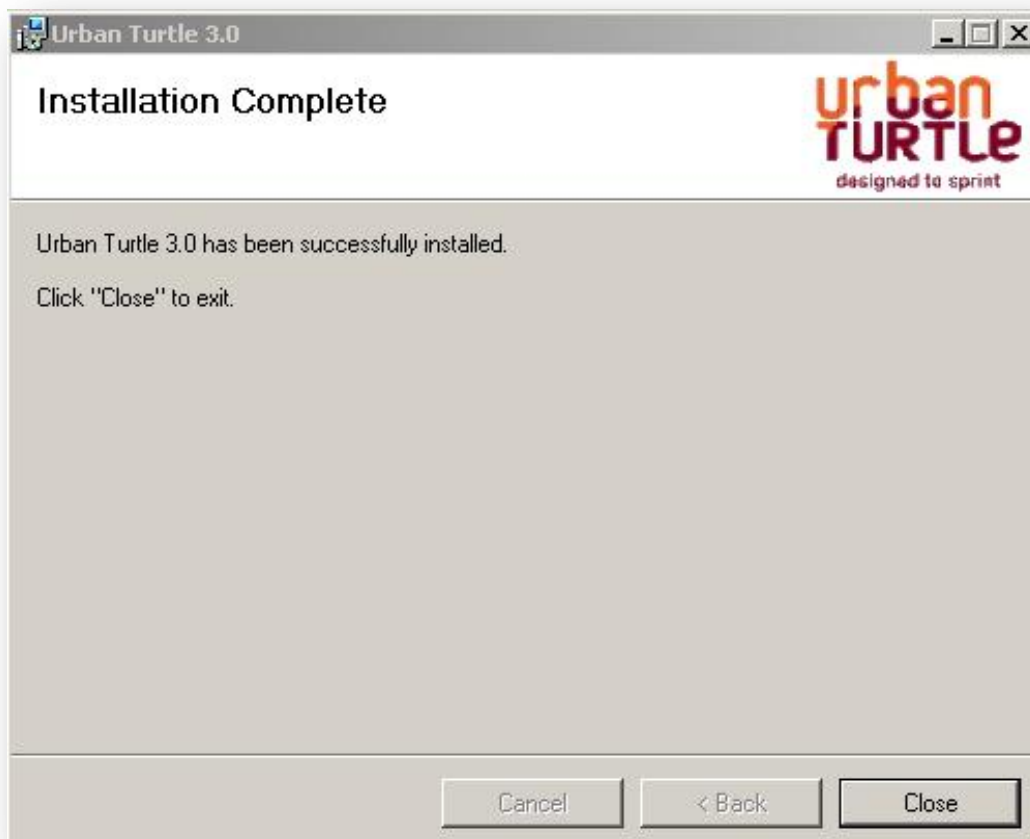 Urban Turtle 3.0
Installation Complete
urban
TURTLe
designed to sprint
Urban Turtle 3.0 has been successfully installed.
Click "Close" to exit.
Cancel
< Back
Close